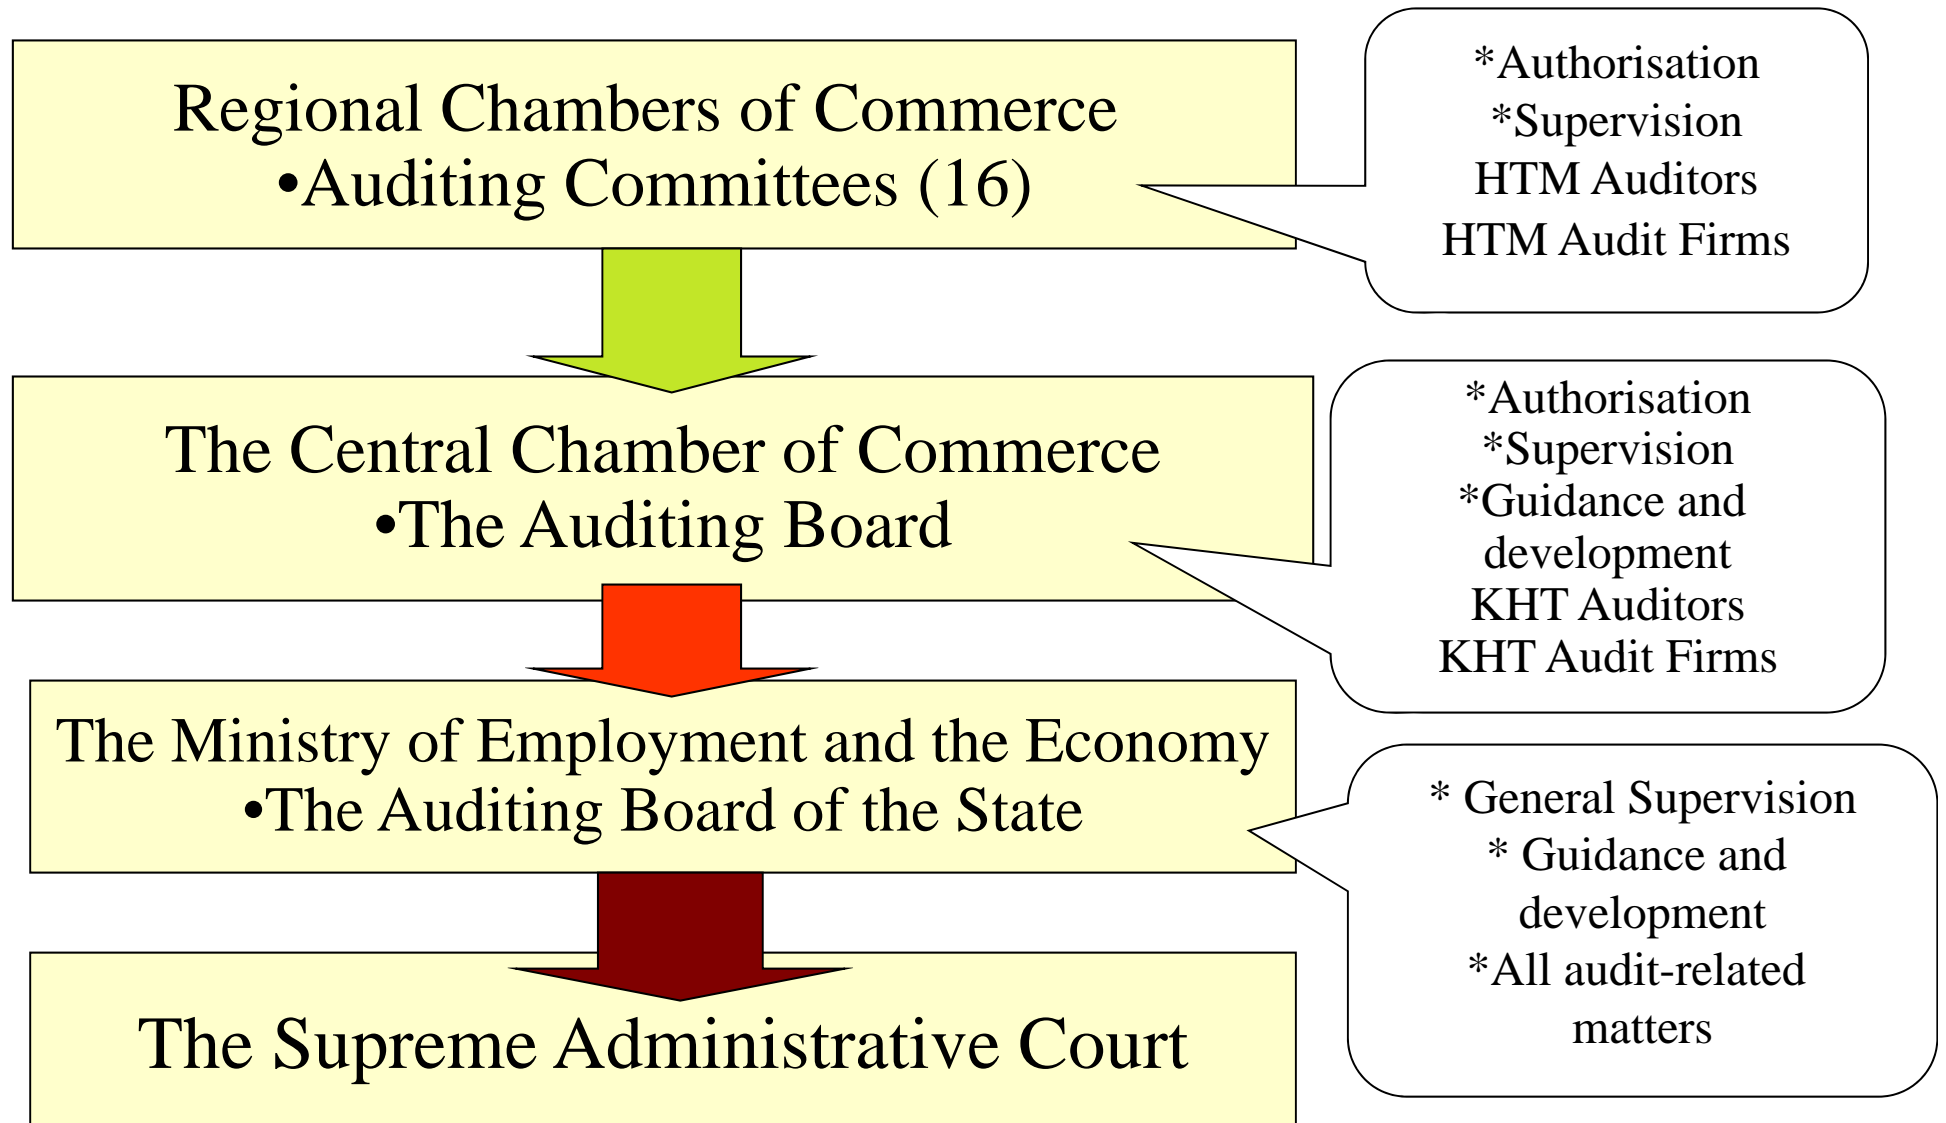 Regional Chambers of Commerce
•Auditing Committees (16)
*Authorisation
*Supervision
HTM Auditors
HTM Audit Firms
The Central Chamber of Commerce
•The Auditing Board
*Authorisation
*Supervision
*Guidance and
development
KHT Auditors
KHT Audit Firms
The Ministry of Employment and the Economy
•The Auditing Board of the State
* General Supervision
* Guidance and
development
*All audit-related
matters
The Supreme Administrative Court